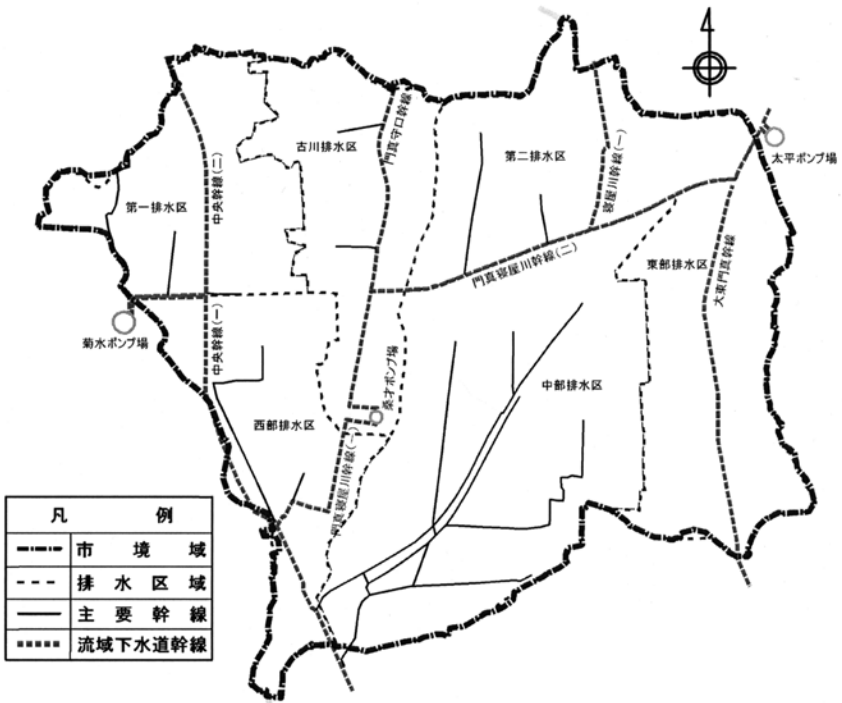 4
古川排水区
門真守口幹線
第二排水区
寝屋川幹線(一)
太平ポンプ場
第一排水区
中央幹線(二)
門真寝屋川幹線(二)
東部排水区
大東門真幹線
菊水ポンプ場
中央幹線(一)
桑才ポンプ場
中部排水区
西部排水区
門真寝屋川幹線(一)
凡 例
市境域
排水区域
主要幹線
流域下水道幹線